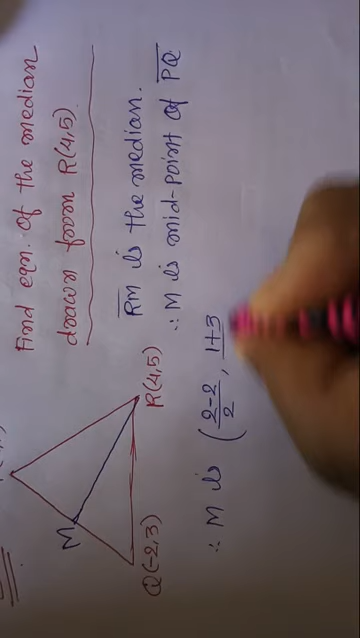 Find eqn. of the median
drawn from R(4,5)
M
Q(-2,3)
R(4,5)
RM is the median.
∴ M is mid-point of PQ
∴ M is (2-2/2, 1+3